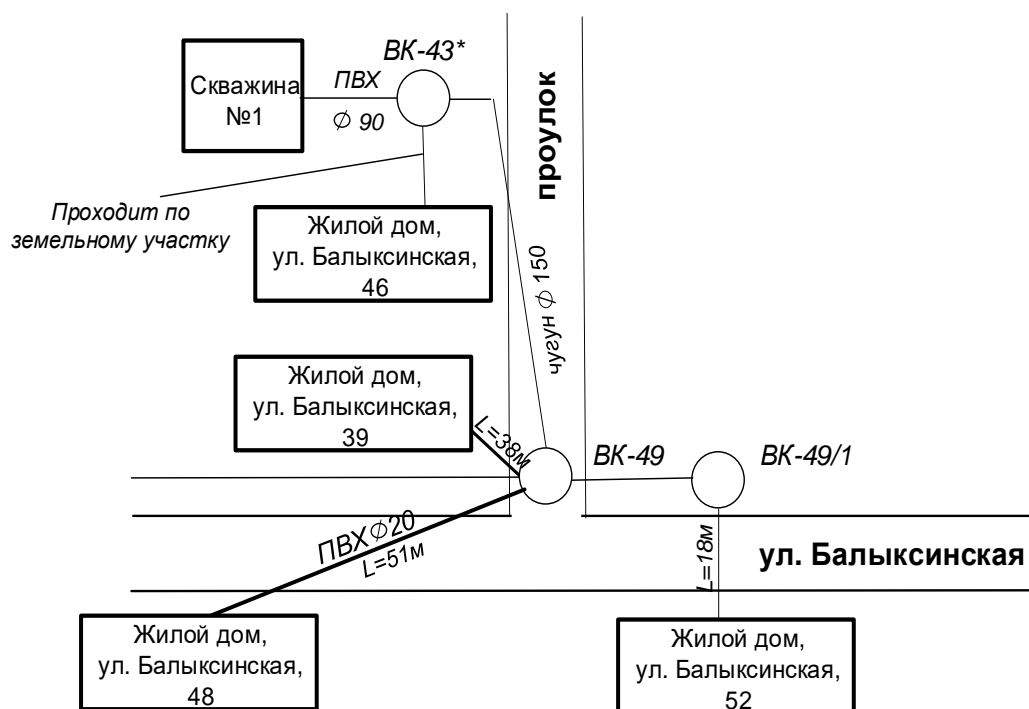 ВК-43*
Скважина
№1
ПВХ
∅ 90
проулок
Проходит по
земельному участку
Жилой дом,
ул. Балыксинская,
46
чугун ∅ 150
Жилой дом,
ул. Балыксинская,
39
L=38м
ВК-49
ВК-49/1
ПВХ∅20
L=51м
L=18м
ул. Балыксинская
Жилой дом,
ул. Балыксинская,
48
Жилой дом,
ул. Балыксинская,
52